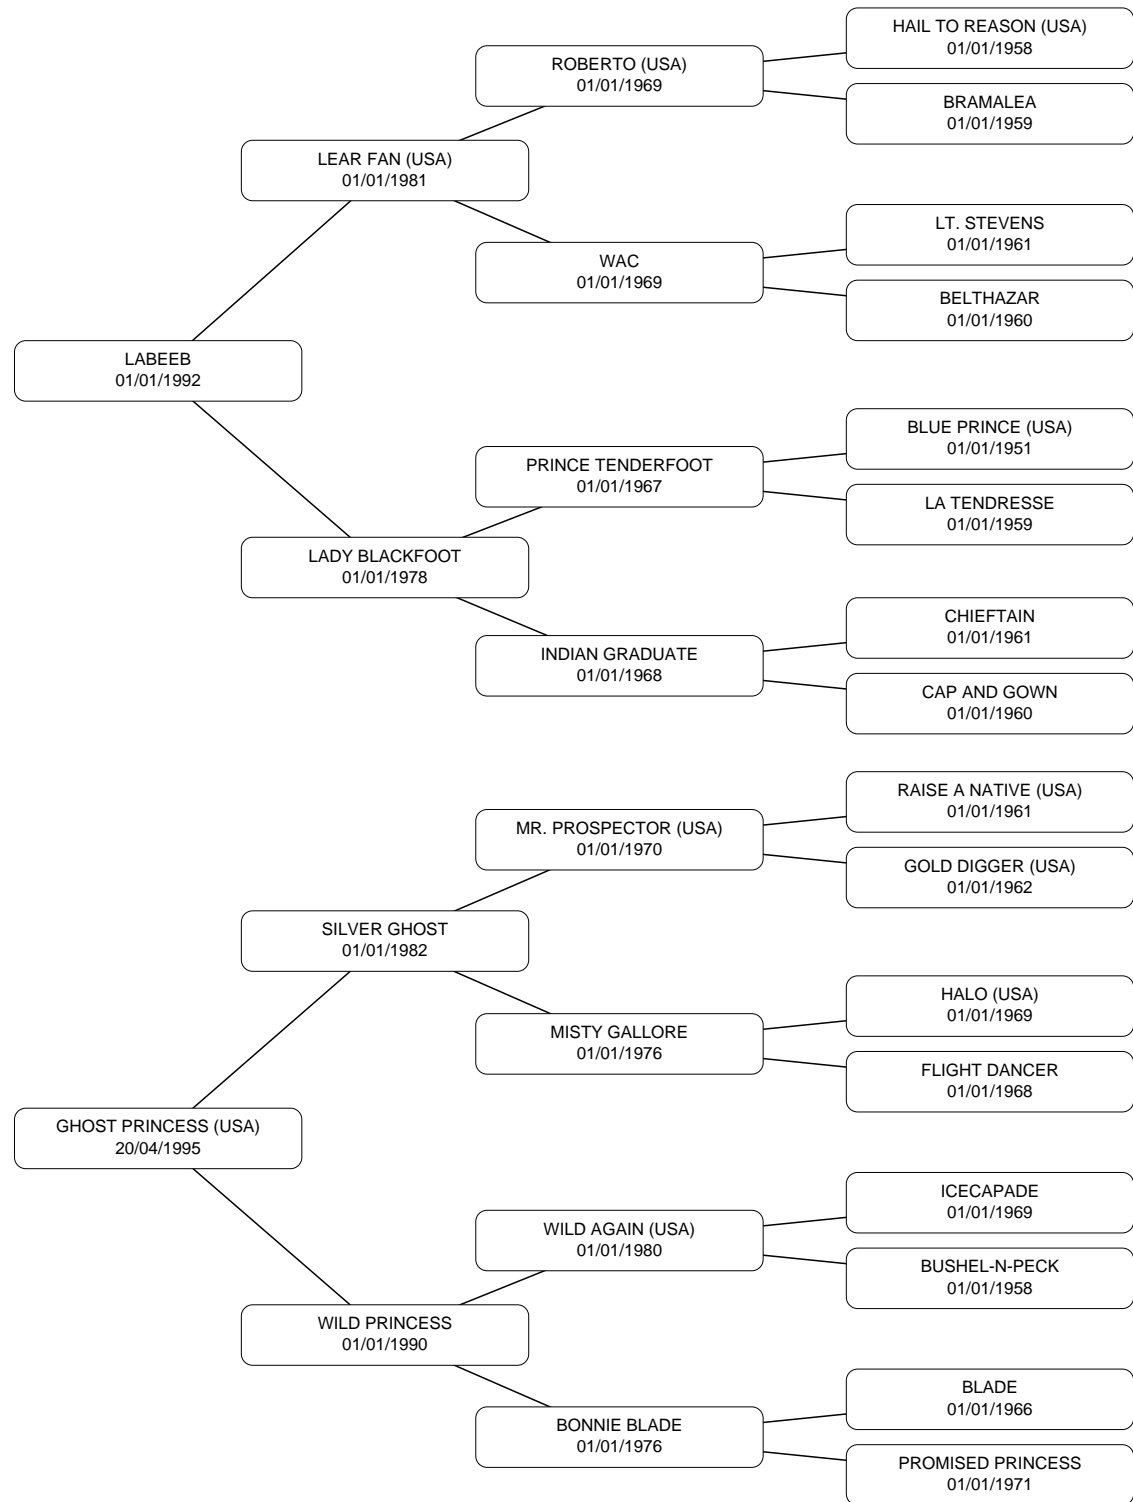 HAIL TO REASON (USA)
01/01/1958
ROBERTO (USA)
01/01/1969
BRAMALEA
01/01/1959
LEAR FAN (USA)
01/01/1981
LT. STEVENS
01/01/1961
WAC
01/01/1969
BELTHAZAR
01/01/1960
LABEEB
01/01/1992
BLUE PRINCE (USA)
01/01/1951
PRINCE TENDERFOOT
01/01/1967
LA TENDRESSE
01/01/1959
LADY BLACKFOOT
01/01/1978
CHIEFTAIN
01/01/1961
INDIAN GRADUATE
01/01/1968
CAP AND GOWN
01/01/1960
RAISE A NATIVE (USA)
01/01/1961
MR. PROSPECTOR (USA)
01/01/1970
GOLD DIGGER (USA)
01/01/1962
SILVER GHOST
01/01/1982
HALO (USA)
01/01/1969
MISTY GALLORE
01/01/1976
FLIGHT DANCER
01/01/1968
GHOST PRINCESS (USA)
20/04/1995
ICECAPADE
01/01/1969
WILD AGAIN (USA)
01/01/1980
BUSHEL-N-PECK
01/01/1958
WILD PRINCESS
01/01/1990
BLADE
01/01/1966
BONNIE BLADE
01/01/1976
PROMISED PRINCESS
01/01/1971